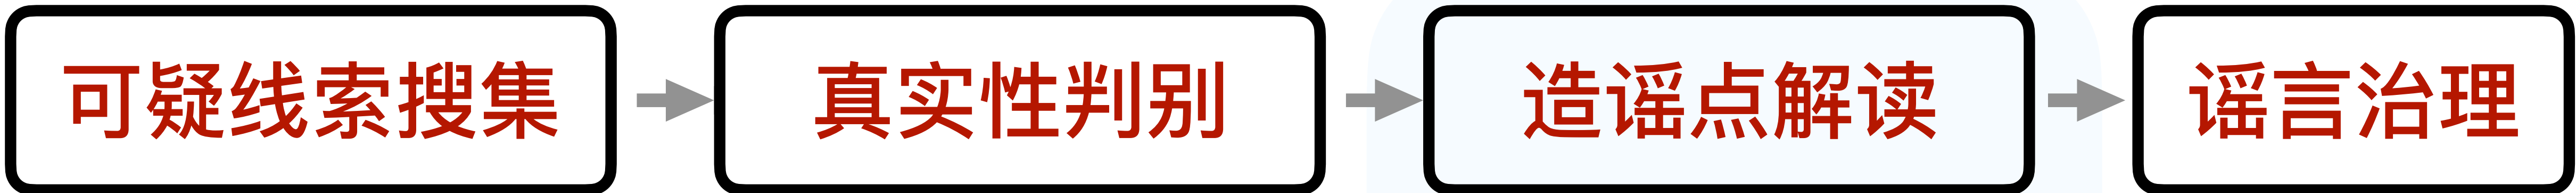 可疑线索搜集
真实性判别
造谣点解读
谣言治理